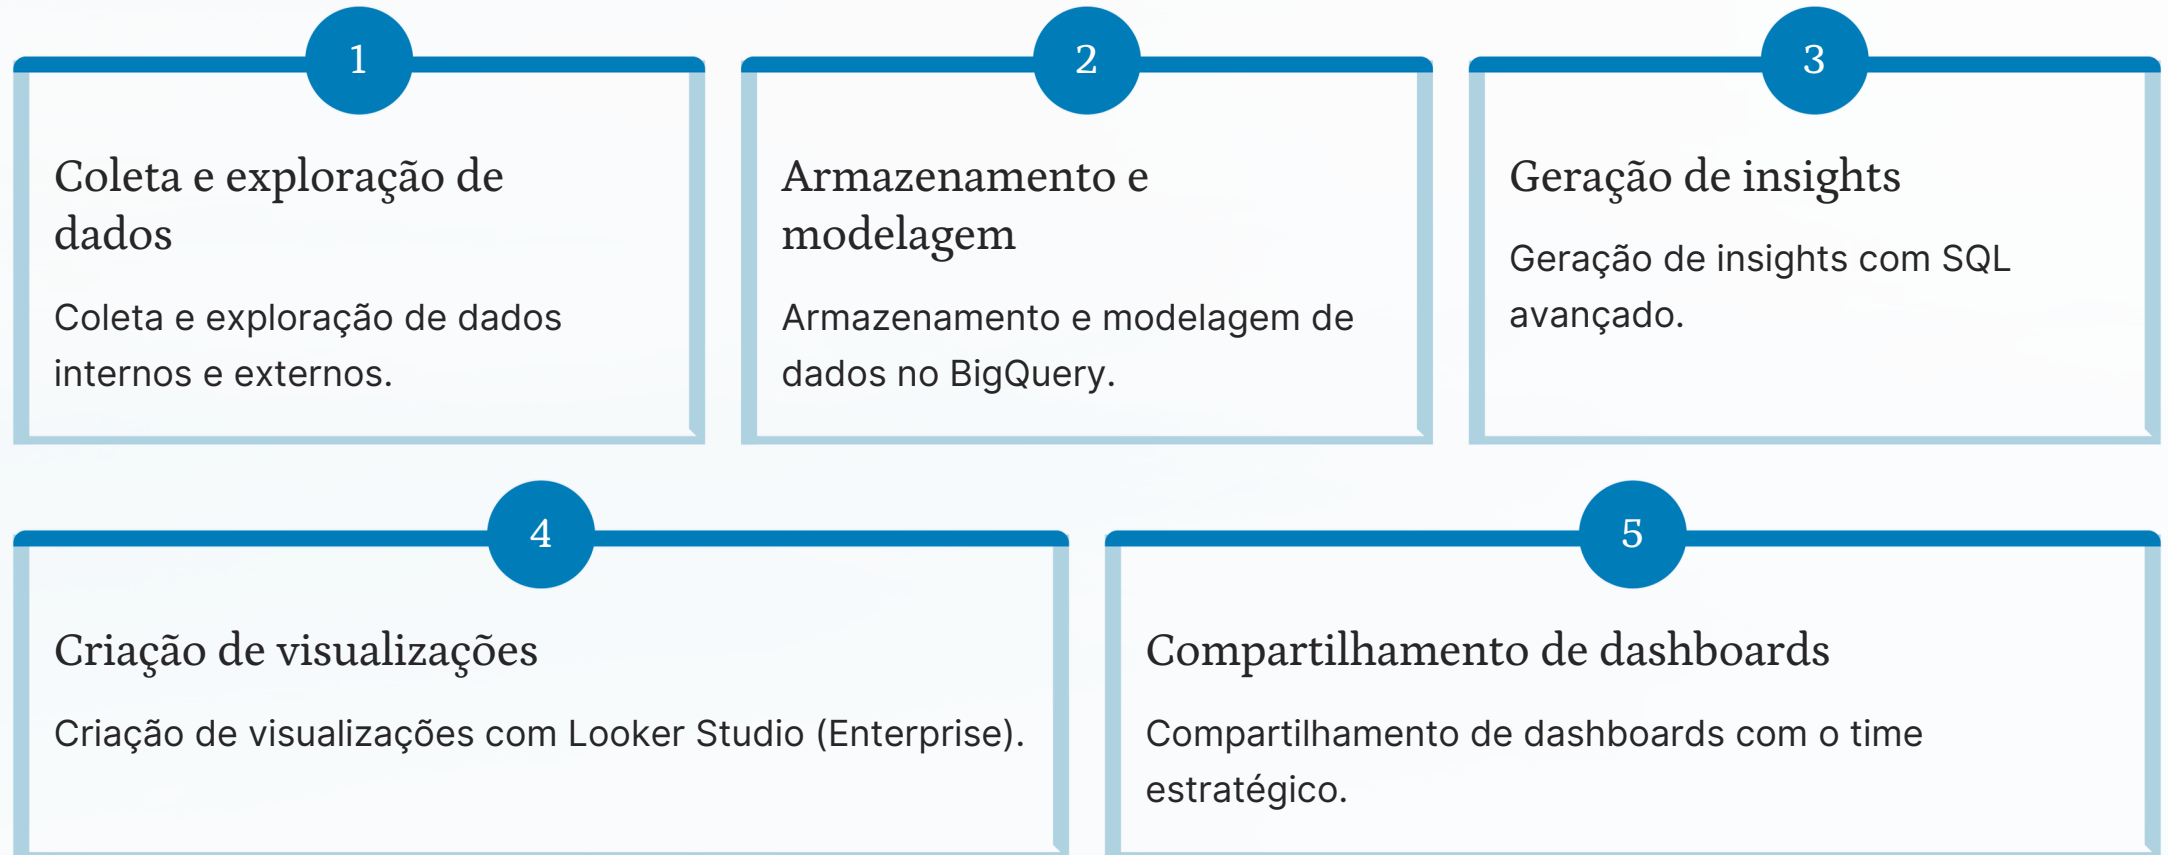 1
Coleta e exploração de
dados
Coleta e exploração de dados
internos e externos.
2
Armazenamento e
modelagem
Armazenamento e modelagem de
dados no BigQuery.
3
Geração de insights
Geração de insights com SQL
avançado.
4
Criação de visualizações
Criação de visualizações com Looker Studio (Enterprise).
5
Compartilhamento de dashboards
Compartilhamento de dashboards com o time
estratégico.